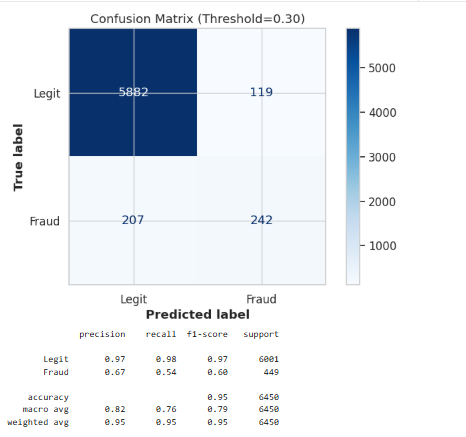 Confusion Matrix (Threshold=0.30)
True label
Legit
5882 119
5000
4000
3000
2000
1000
Fraud
207 242
Legit Fraud
Predicted label
precision recall f1-score support
Legit 0.97 0.98 0.97 6001
Fraud 0.67 0.54 0.60 449
accuracy 0.95 6450
macro avg 0.82 0.76 0.79 6450
weighted avg 0.95 0.95 0.95 6450